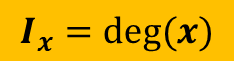 I_x = deg(x)